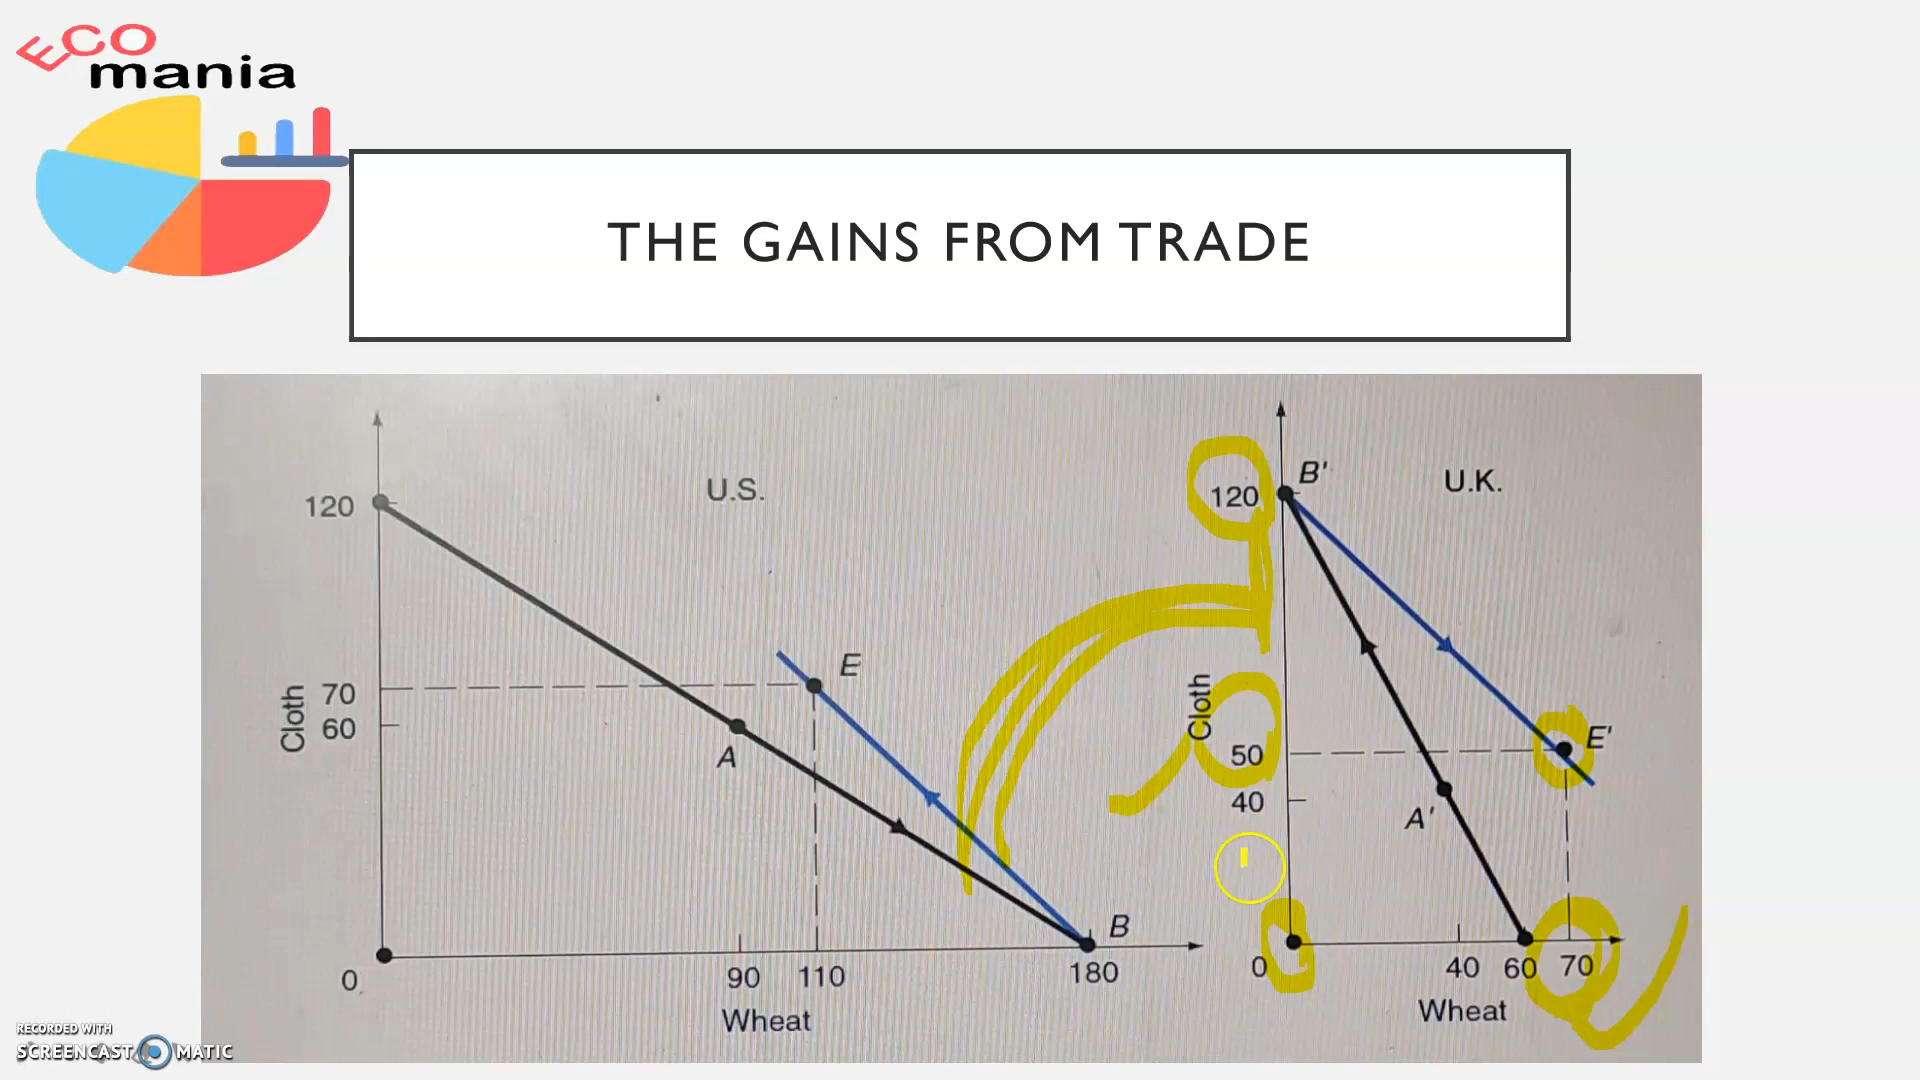 ECO
mania
THE GAINS FROM TRADE
U.S.
120
70
60
Cloth
E
A
B
0
90
110
180
Wheat
U.K.
120
B'
Cloth
50
40
E'
A'
0
40
60
70
Wheat
RECORDED WITH
SCREENCAST MATIC